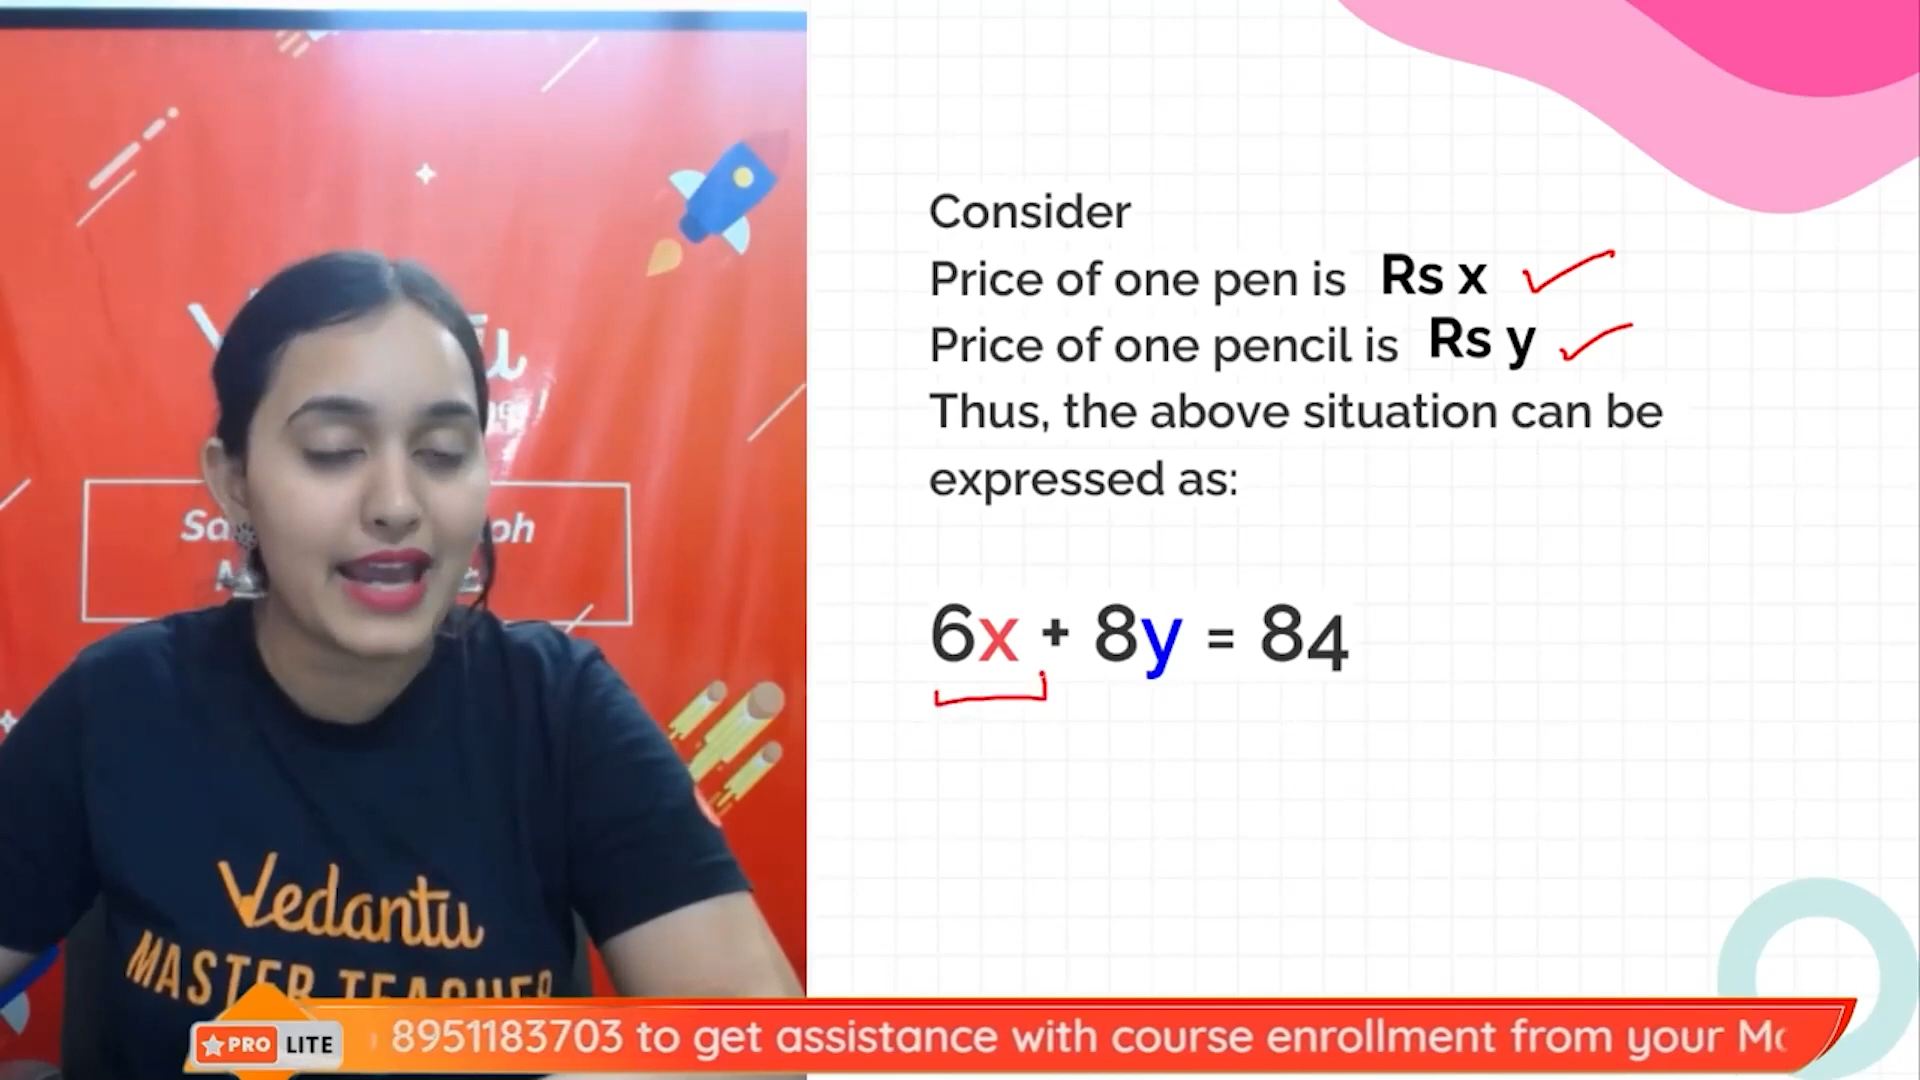 Consider
Price of one pen is Rs x
Price of one pencil is Rs y
Thus, the above situation can be
expressed as:
6x + 8y = 84
Vedantu
MASTER TEACHER
PRO LITE
8951183703 to get assistance with course enrollment from your